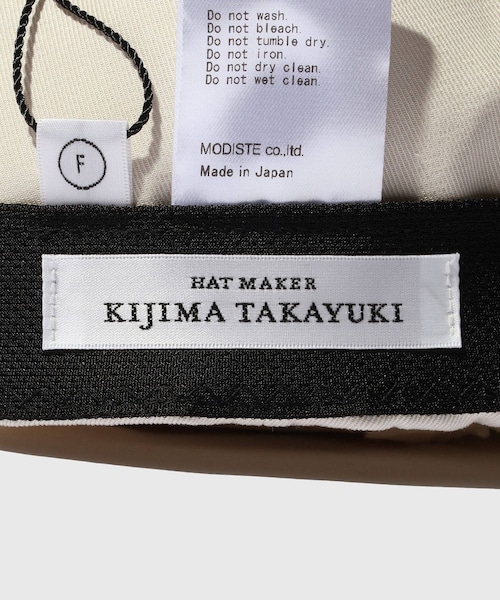 Do not wash.
Do not bleach.
Do not tumble dry.
Do not iron.
Do not dry clean.
Do not wet clean.
MODISTE co.,ltd.
Made in Japan
F
HAT MAKER
KIJIMA TAKAYUKI